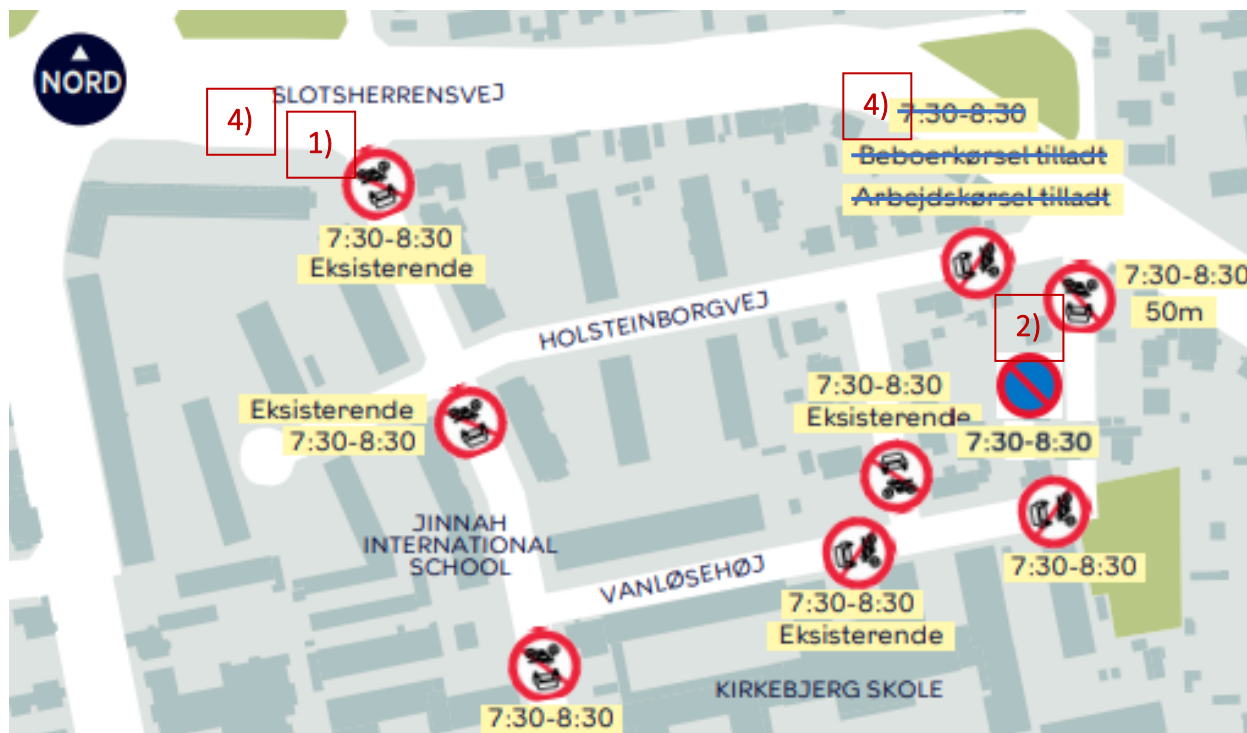 NORD
SLOTSHERRENSVEJ
4)
1)
4)
7:30-8:30
Beboerkørsel tilladt
Arbejdskørsel tilladt
7:30-8:30
Eksisterende
7:30-8:30
50m
HOLSTEINBORGVEJ
2)
Eksisterende
7:30-8:30
7:30-8:30
Eksisterende
7:30-8:30
JINNAH
INTERNATIONAL
SCHOOL
VANLØSEHØJ
7:30-8:30
7:30-8:30
Eksisterende
KIRKEBJERG SKOLE
7:30-8:30